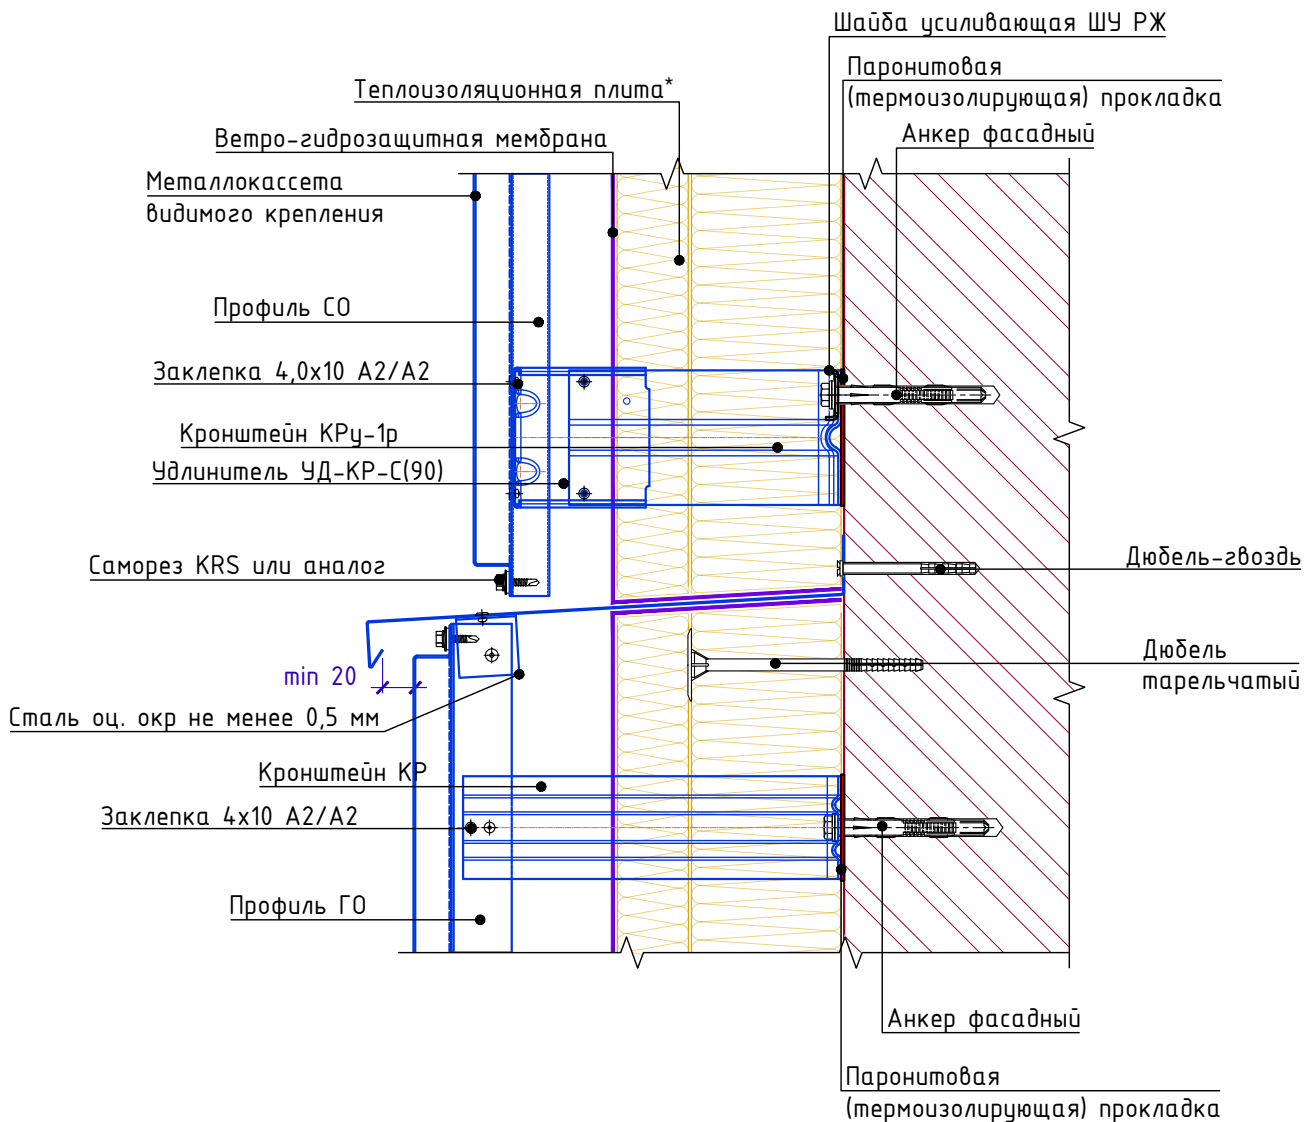 Шайба усиливающая ШУ РЖ
Паронитовая
(термоизолирующая) прокладка
Теплоизоляционная плита*
Анкер фасадный
Ветро-гидрозащитная мембрана
Металлокассета
видимого крепления
Профиль СО
Заклепка 4,0х10 А2/А2
Кронштейн КРу-1р
Удлинитель УД-КР-С(90)
Саморез KRS или аналог
Дюбель-гвоздь
Дюбель
тарельчатый
min 20
Сталь оц. окр не менее 0,5 мм
Кронштейн КР
Заклепка 4х10 А2/А2
Профиль ГО
Анкер фасадный
Паронитовая
(термоизолирующая) прокладка